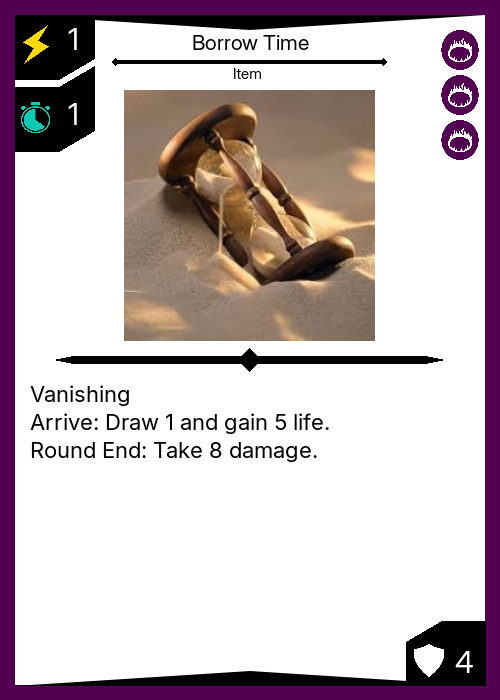 1
Borrow Time
Item
1
Vanishing
Arrive: Draw 1 and gain 5 life.
Round End: Take 8 damage.
4